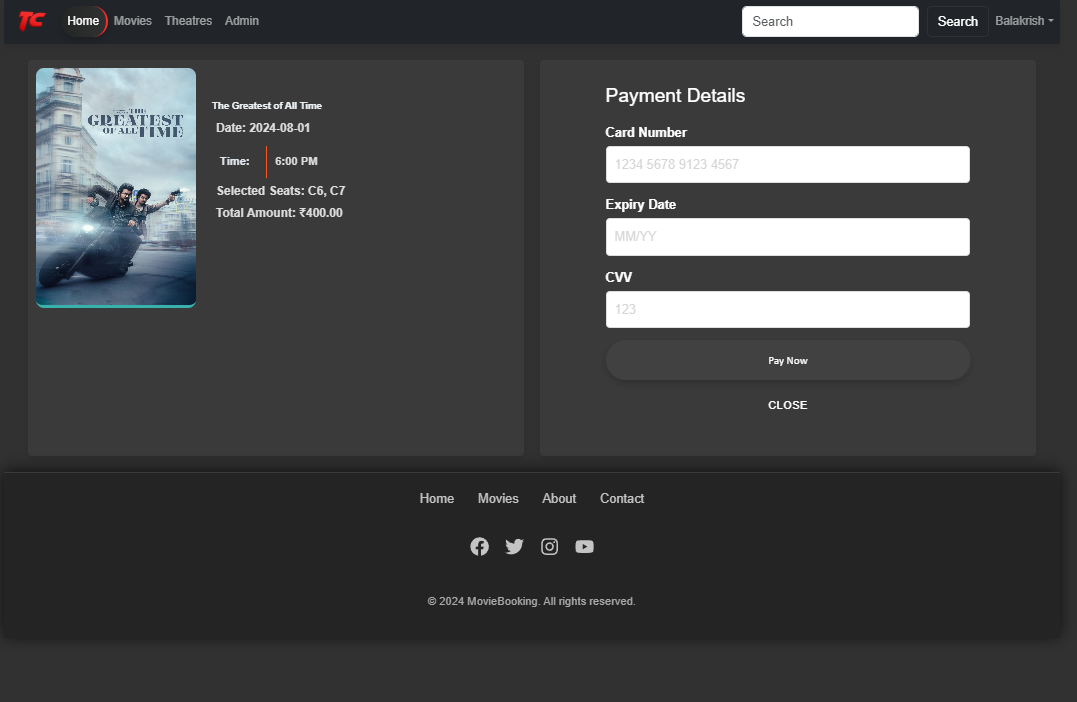 TC Home Movies Theatres Admin Search Search Balakrish
THE
GREATEST
OF ALL TIME
The Greatest of All Time
Date: 2024-08-01
Time: 6:00 PM
Selected Seats: C6, C7
Total Amount: ₹400.00
Payment Details
Card Number
1234 5678 9123 4567
Expiry Date
MM/YY
CVV
123
Pay Now
CLOSE
Home Movies About Contact
© 2024 MovieBooking. All rights reserved.